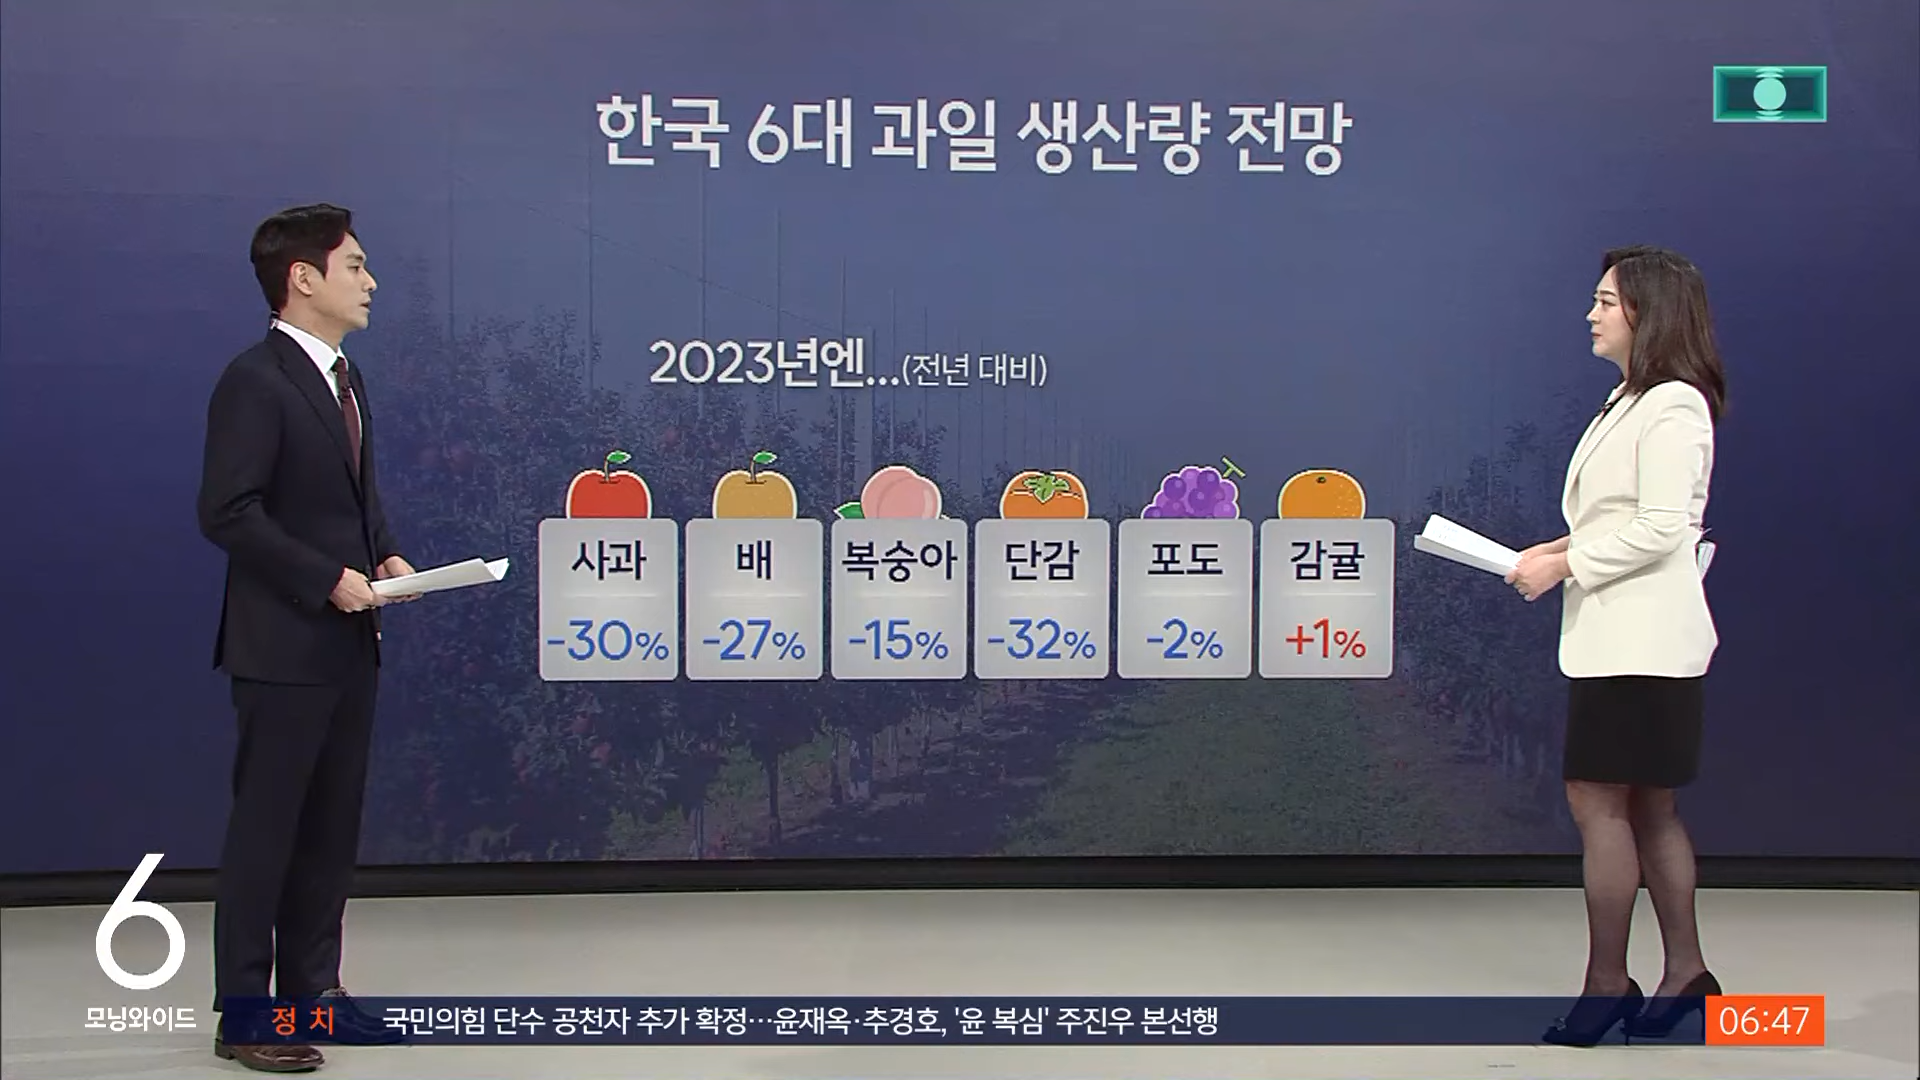 한국 6대 과일 생산량 전망
2023년엔...(전년 대비)
사과 배 복숭아 단감 포도 감귤
-30% -27% -15% -32% -2% +1%
6
모닝와이드
정치 국민의힘 단수 공천자 추가 확정…윤재옥·추경호, '윤 복심' 주진우 본선행 06:47